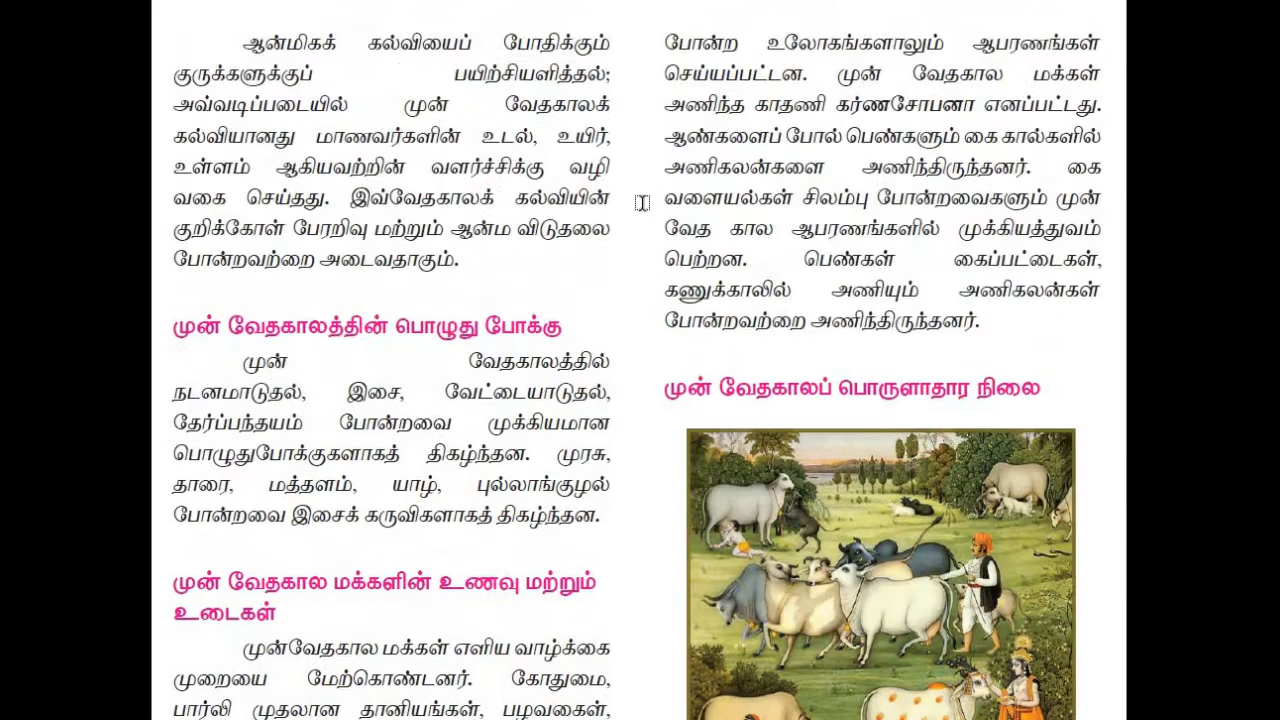 ஆன்மிகக் கல்வியைப் போதிக்கும்
குருக்களுக்குப் பயிற்சியளித்தல்;
அவ்வடிப்படையில் முன் வேதகாலக்
கல்வியானது மாணவர்களின் உடல், உயிர்,
உள்ளம் ஆகியவற்றின் வளர்ச்சிக்கு வழி
வகை செய்தது. இவ்வேதகாலக் கல்வியின்
குறிக்கோள் பேரறிவு மற்றும் ஆன்ம விடுதலை
போன்றவற்றை அடைவதாகும்.
முன் வேதகாலத்தின் பொழுது போக்கு
முன் வேதகாலத்தில்
நடனமாடுதல், இசை, வேட்டையாடுதல்,
தேர்ப்பந்தயம் போன்றவை முக்கியமான
பொழுதுபோக்குகளாகத் திகழ்ந்தன. முரசு,
தாரை, மத்தளம், யாழ், புல்லாங்குழல்
போன்றவை இசைக் கருவிகளாகத் திகழ்ந்தன.
முன் வேதகால மக்களின் உணவு மற்றும்
உடைகள்
முன்வேதகால மக்கள் எளிய வாழ்க்கை
முறையை மேற்கொண்டனர். கோதுமை,
பார்லி முதலான தானியங்கள், பழவகைள்,
போன்ற உலோகங்களாலும் ஆபரணங்கள்
செய்யப்பட்டன. முன் வேதகால மக்கள்
அணிந்த காதணி கர்ணசோபனா எனப்பட்டது.
ஆண்களைப் போல் பெண்களும் கை கால்களில்
அணிகலன்களை அணிந்திருந்தனர். கை
வளையல்கள் சிலம்பு போன்றவைகளும் முன்
வேத கால ஆபரணங்களில் முக்கியத்துவம்
பெற்றன. பெண்கள் கைப்பட்டைகள்,
கணுக்காலில் அணியும் அணிகலன்கள்
போன்றவற்றை அணிந்திருந்தனர்.
முன் வேதகாலப் பொருளாதார நிலை